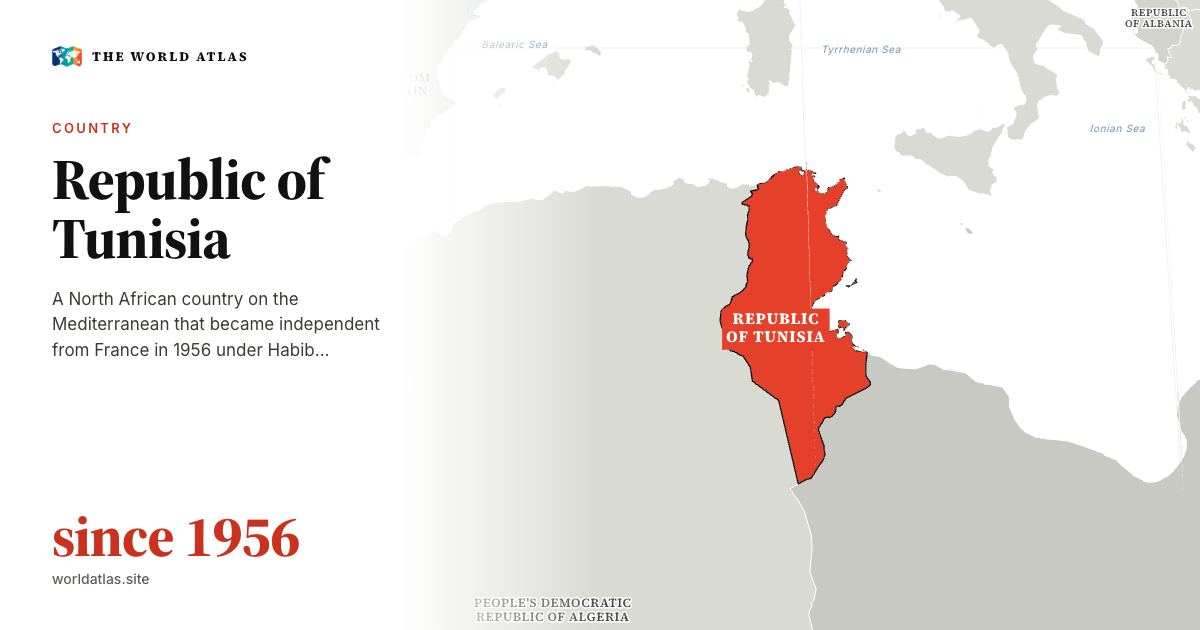 THE WORLD ATLAS
COUNTRY
Republic of
Tunisia
A North African country on the
Mediterranean that became independent
from France in 1956 under Habib...
since 1956
worldatlas.site
Balearic Sea
Tyrrhenian Sea
REPUBLIC
OF ALBANIA
Ionian Sea
REPUBLIC
OF TUNISIA
PEOPLE'S DEMOCRATIC
REPUBLIC OF ALGERIA